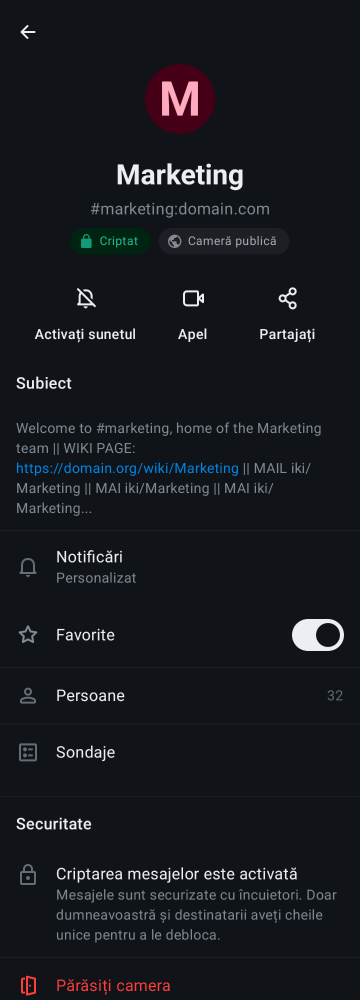 M
Marketing
#marketing:domain.com
Criptat
Cameră publică
Activați sunetul
Apel
Partajați
Subiect
Welcome to #marketing, home of the Marketing
team || WIKI PAGE:
https://domain.org/wiki/Marketing || MAIL iki/
Marketing || MAI iki/Marketing || MAI iki/
Marketing...
Notificări
Personalizat
Favorite
Persoane 32
Sondaje
Securitate
Criptarea mesajelor este activată
Mesajele sunt securizate cu încuietori. Doar
dumneavoastră și destinatarii aveți cheile
unice pentru a le debloca.
Părăsiți camera